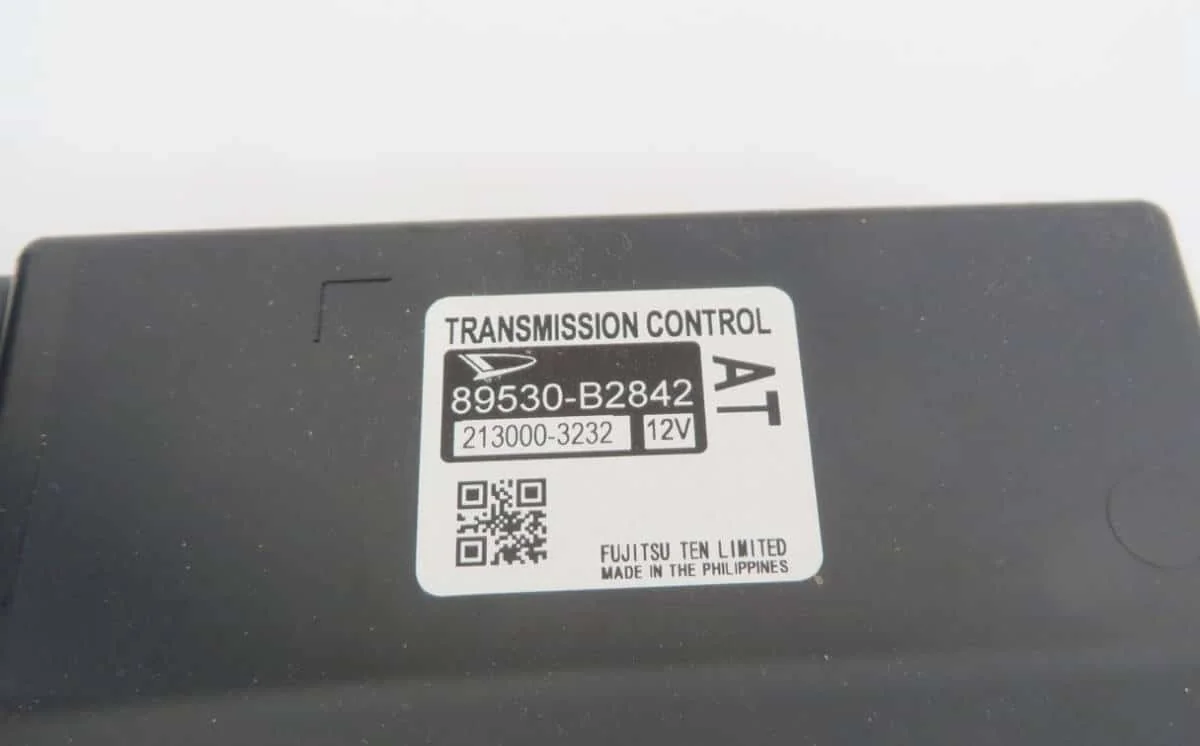 TRANSMISSION CONTROL
AT
89530-B2842
213000-3232 12V
FUJITSU TEN LIMITED
MADE IN THE PHILIPPINES